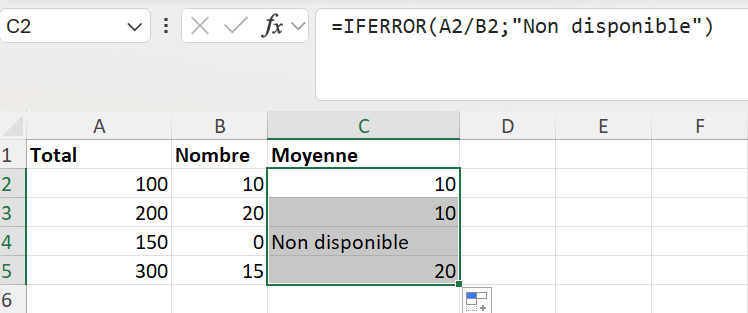 C2 fx =IFERROR(A2/B2;"Non disponible")
A B C D E F
1 Total Nombre Moyenne
2 100 10 10
3 200 20 10
4 150 0 Non disponible
5 300 15 20
6